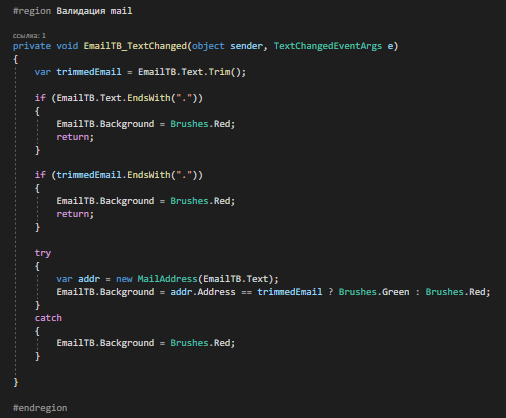 #region Валидация mail
ссылка: 1
private void EmailTB_TextChanged(object sender, TextChangedEventArgs e)
{
var trimmedEmail = EmailTB.Text.Trim();
if (EmailTB.Text.EndsWith("."))
{
EmailTB.Background = Brushes.Red;
return;
}
if (trimmedEmail.EndsWith("."))
{
EmailTB.Background = Brushes.Red;
return;
}
try
{
var addr = new MailAddress(EmailTB.Text);
EmailTB.Background = addr.Address == trimmedEmail ? Brushes.Green : Brushes.Red;
}
catch
{
EmailTB.Background = Brushes.Red;
}
}
#endregion